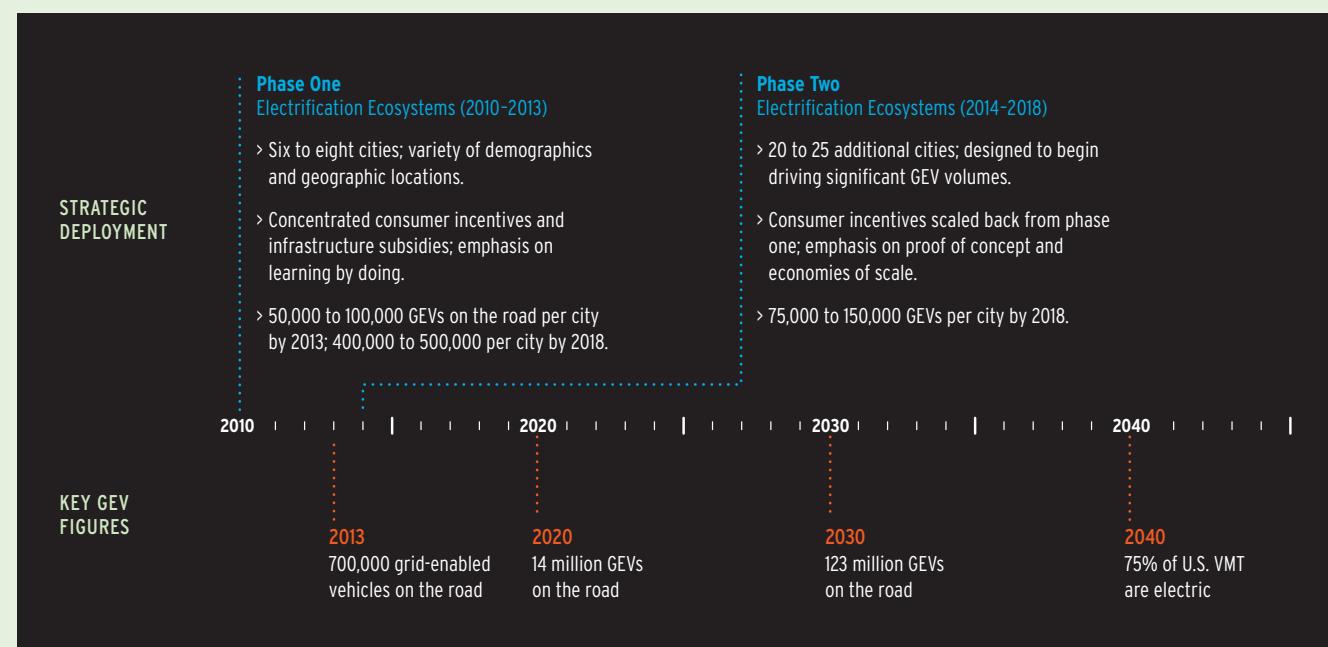 Phase One
Electrification Ecosystems (2010–2013)
> Six to eight cities; variety of demographics
and geographic locations.
> Concentrated consumer incentives and
infrastructure subsidies; emphasis on
learning by doing.
> 50,000 to 100,000 GEVs on the road per city
by 2013; 400,000 to 500,000 per city by 2018.
Phase Two
Electrification Ecosystems (2014–2018)
> 20 to 25 additional cities; designed to begin
driving significant GEV volumes.
> Consumer incentives scaled back from phase
one; emphasis on proof of concept and
economies of scale.
> 75,000 to 150,000 GEVs per city by 2018.
STRATEGIC
DEPLOYMENT
2010 2020 2030 2040
KEY GEV
FIGURES
2013
700,000 grid-enabled
vehicles on the road
2020
14 million GEVs
on the road
2030
123 million GEVs
on the road
2040
75% of U.S. VMT
are electric